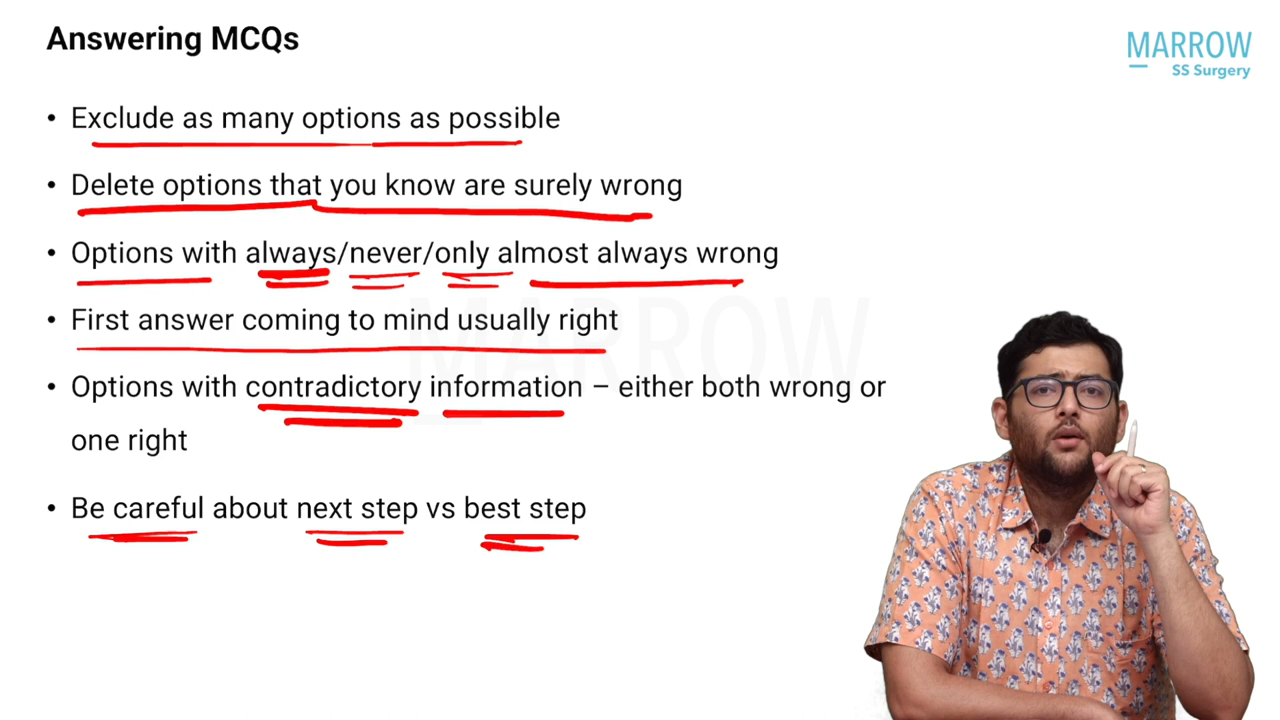 Answering MCQs
MARROW
SS Surgery
• Exclude as many options as possible
• Delete options that you know are surely wrong
• Options with always/never/only almost always wrong
• First answer coming to mind usually right
MARROW
• Options with contradictory information – either both wrong or
one right
• Be careful about next step vs best step